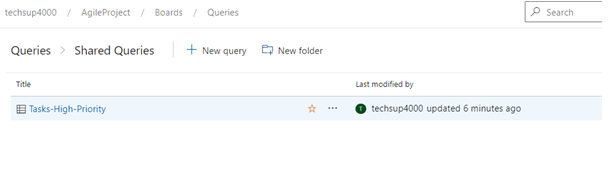 techsup4000 / AgileProject / Boards / Queries Search
Queries > Shared Queries + New query New folder
Title Last modified by
Tasks-High-Priority ... T techsup4000 updated 6 minutes ago